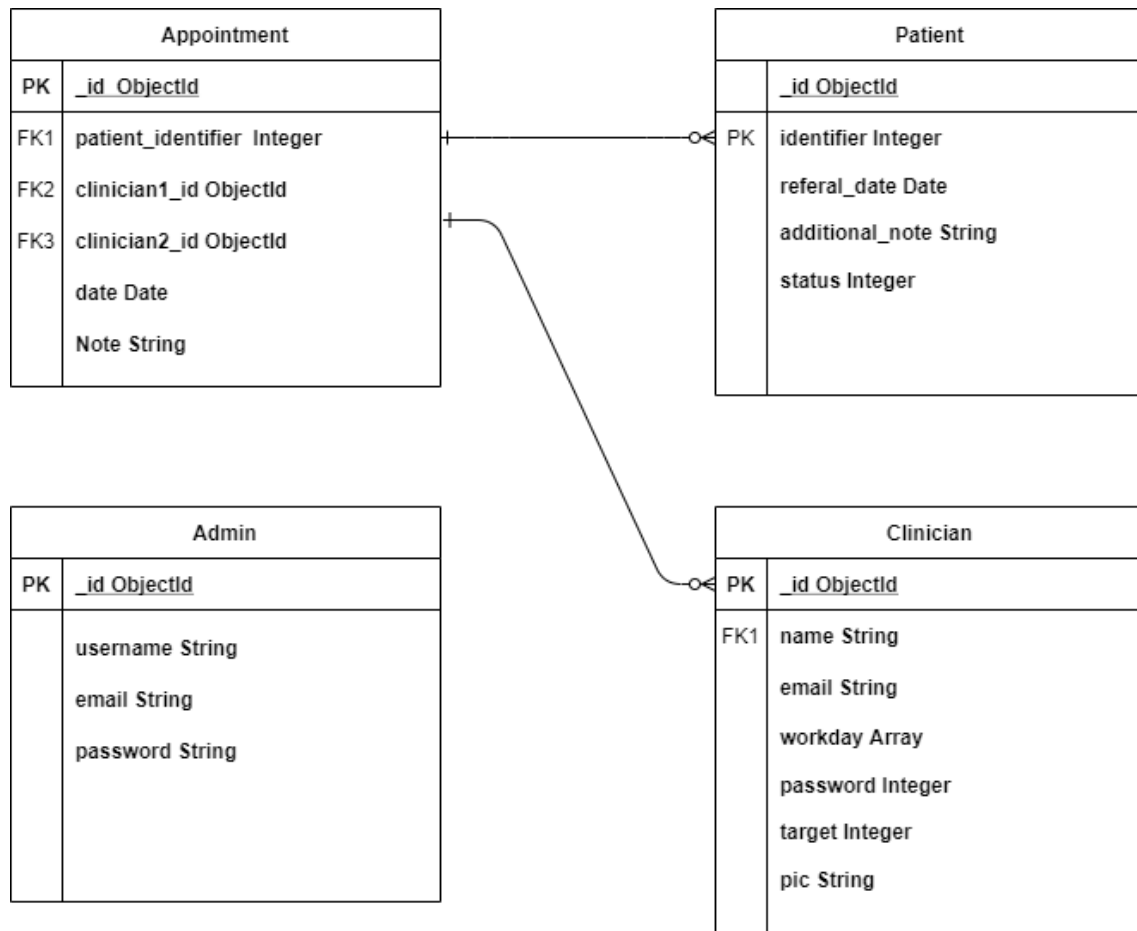 Appointment
PK _id ObjectId
FK1 patient_identifier Integer
FK2 clinician1_id ObjectId
FK3 clinician2_id ObjectId
date Date
Note String
Patient
_id ObjectId
PK identifier Integer
referal_date Date
additional_note String
status Integer
Admin
PK _id ObjectId
username String
email String
password String
Clinician
PK _id ObjectId
FK1 name String
email String
workday Array
password Integer
target Integer
pic String